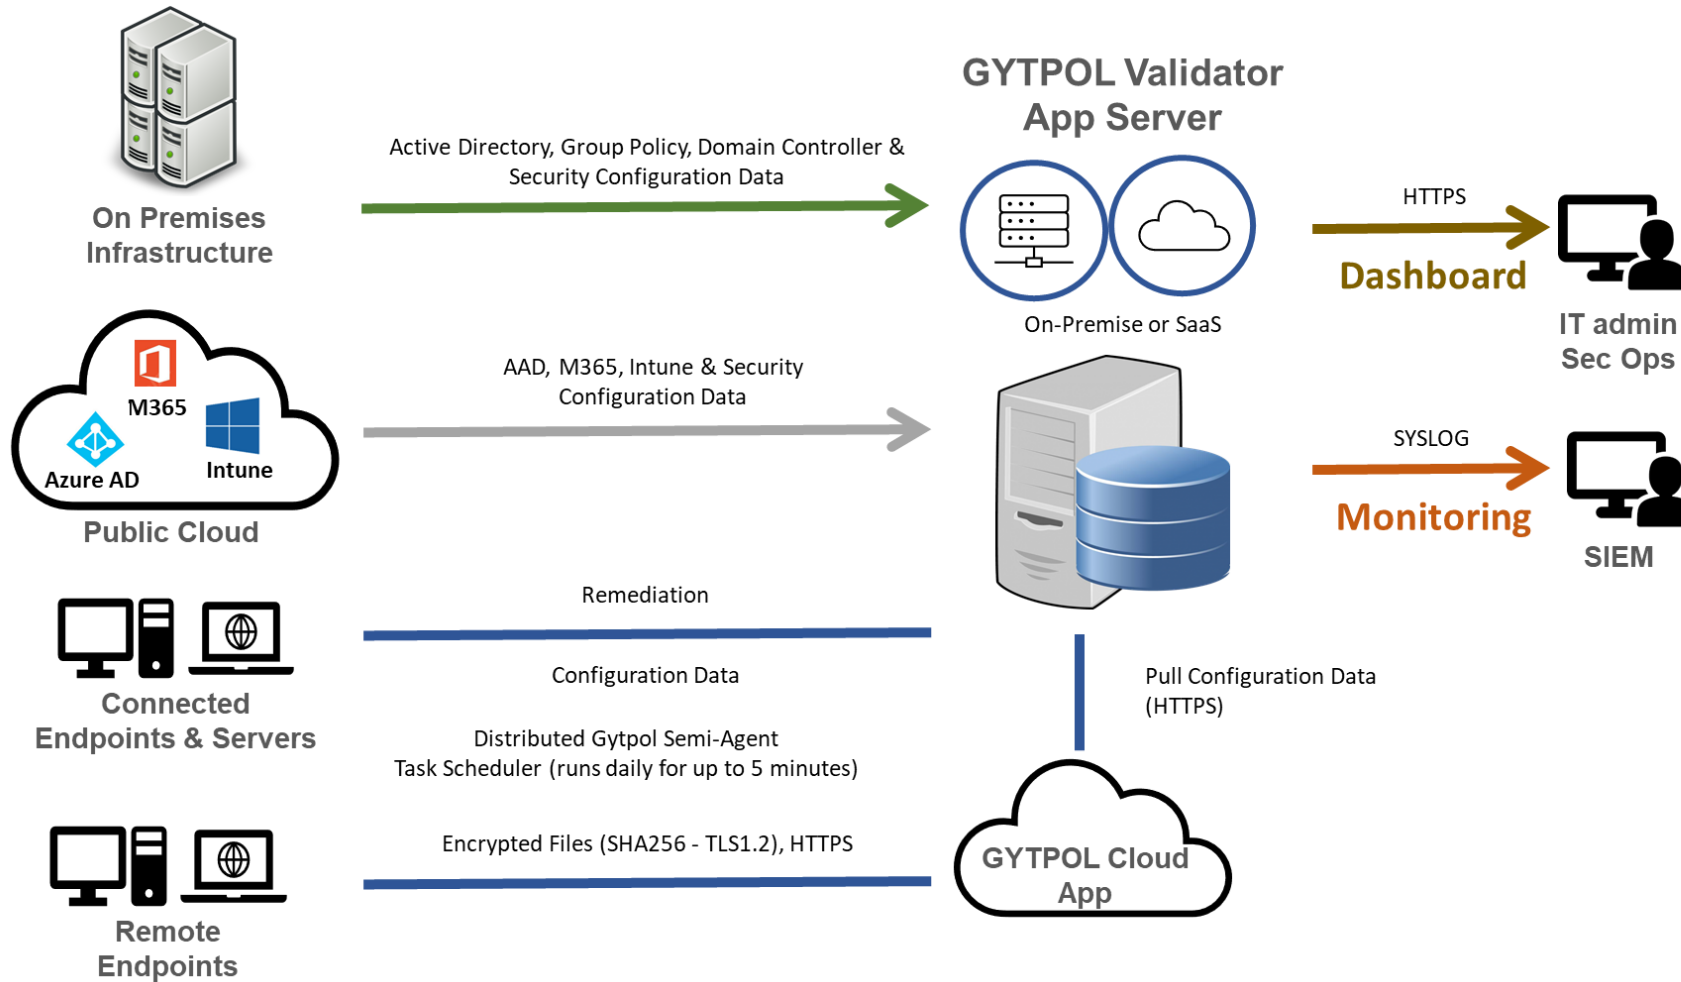 GYTPOL Validator
App Server
Active Directory, Group Policy, Domain Controller &
Security Configuration Data
On Premises
Infrastructure
HTTPS
Dashboard
On-Premise or SaaS
IT admin
Sec Ops
M365
Azure AD
Intune
Public Cloud
AAD, M365, Intune & Security
Configuration Data
SYSLOG
Monitoring
SIEM
Remediation
Configuration Data
Connected
Endpoints & Servers
Pull Configuration Data
(HTTPS)
Distributed Gytpol Semi-Agent
Task Scheduler (runs daily for up to 5 minutes)
Encrypted Files (SHA256 - TLS1.2), HTTPS
GYTPOL Cloud
App
Remote
Endpoints